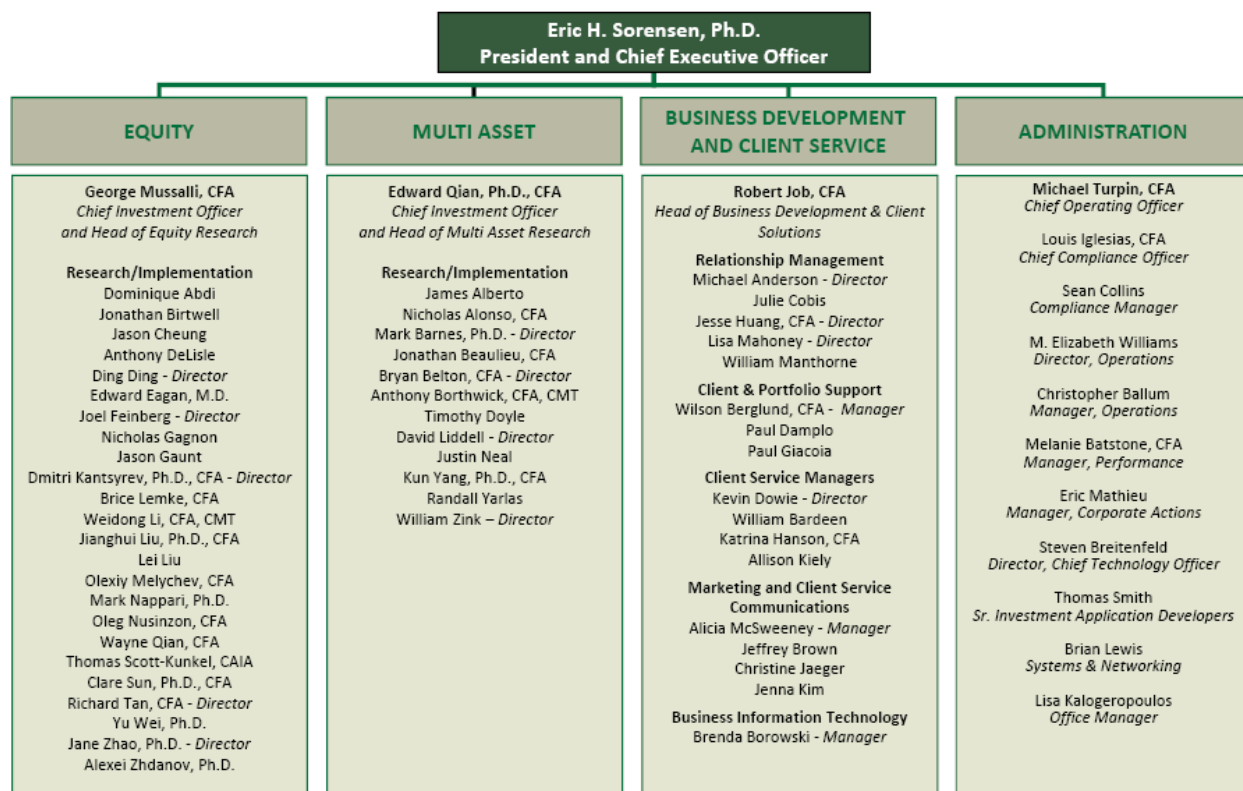 Eric H. Sorensen, Ph.D.
President and Chief Executive Officer
EQUITY
George Mussalli, CFA
Chief Investment Officer
and Head of Equity Research
Research/Implementation
Dominique Abdi
Jonathan Birtwell
Jason Cheung
Anthony DeLisle
Ding Ding - Director
Edward Eagan, M.D.
Joel Feinberg - Director
Nicholas Gagnon
Jason Gaunt
Dmitri Kantsyrev, Ph.D., CFA - Director
Brice Lemke, CFA
Weidong Li, CFA, CMT
Jianghui Liu, Ph.D., CFA
Lei Liu
Olexiy Melychev, CFA
Mark Nappari, Ph.D.
Oleg Nusinzon, CFA
Wayne Qian, CFA
Thomas Scott-Kunkel, CAIA
Clare Sun, Ph.D., CFA
Richard Tan, CFA - Director
Yu Wei, Ph.D.
Jane Zhao, Ph.D. - Director
Alexei Zhdanov, Ph.D.
MULTI ASSET
Edward Qian, Ph.D., CFA
Chief Investment Officer
and Head of Multi Asset Research
Research/Implementation
James Alberto
Nicholas Alonso, CFA
Mark Barnes, Ph.D. - Director
Jonathan Beaulieu, CFA
Bryan Belton, CFA - Director
Anthony Borthwick, CFA, CMT
Timothy Doyle
David Liddell - Director
Justin Neal
Kun Yang, Ph.D., CFA
Randall Yarlas
William Zink – Director
BUSINESS DEVELOPMENT
AND CLIENT SERVICE
Robert Job, CFA
Head of Business Development & Client
Solutions
Relationship Management
Michael Anderson - Director
Julie Cobis
Jesse Huang, CFA - Director
Lisa Mahoney - Director
William Manthorne
Client & Portfolio Support
Wilson Berglund, CFA - Manager
Paul Damplo
Paul Giacoia
Client Service Managers
Kevin Dowie - Director
William Bardeen
Katrina Hanson, CFA
Allison Kiely
Marketing and Client Service
Communications
Alicia McSweeney - Manager
Jeffrey Brown
Christine Jaeger
Jenna Kim
Business Information Technology
Brenda Borowski - Manager
ADMINISTRATION
Michael Turpin, CFA
Chief Operating Officer
Louis Iglesias, CFA
Chief Compliance Officer
Sean Collins
Compliance Manager
M. Elizabeth Williams
Director, Operations
Christopher Ballum
Manager, Operations
Melanie Batstone, CFA
Manager, Performance
Eric Mathieu
Manager, Corporate Actions
Steven Breitenfeld
Director, Chief Technology Officer
Thomas Smith
Sr. Investment Application Developers
Brian Lewis
Systems & Networking
Lisa Kalogeropoulos
Office Manager